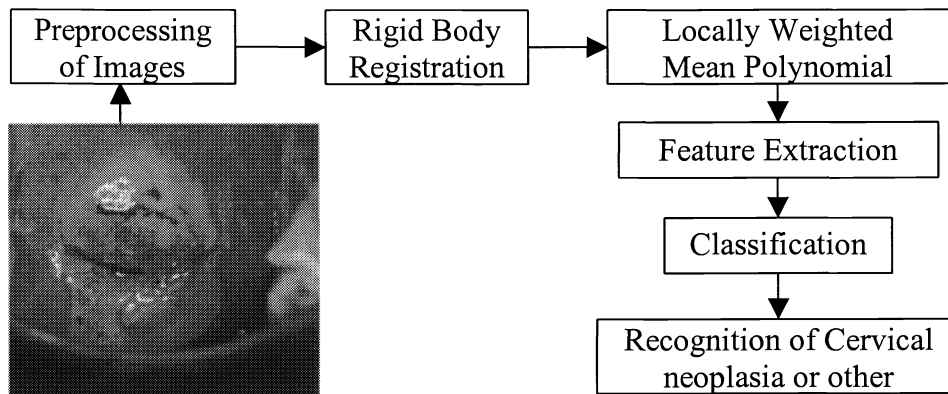 Preprocessing
of Images
Rigid Body
Registration
Locally Weighted
Mean Polynomial
Feature Extraction
Classification
Recognition of Cervical
neoplasia or other